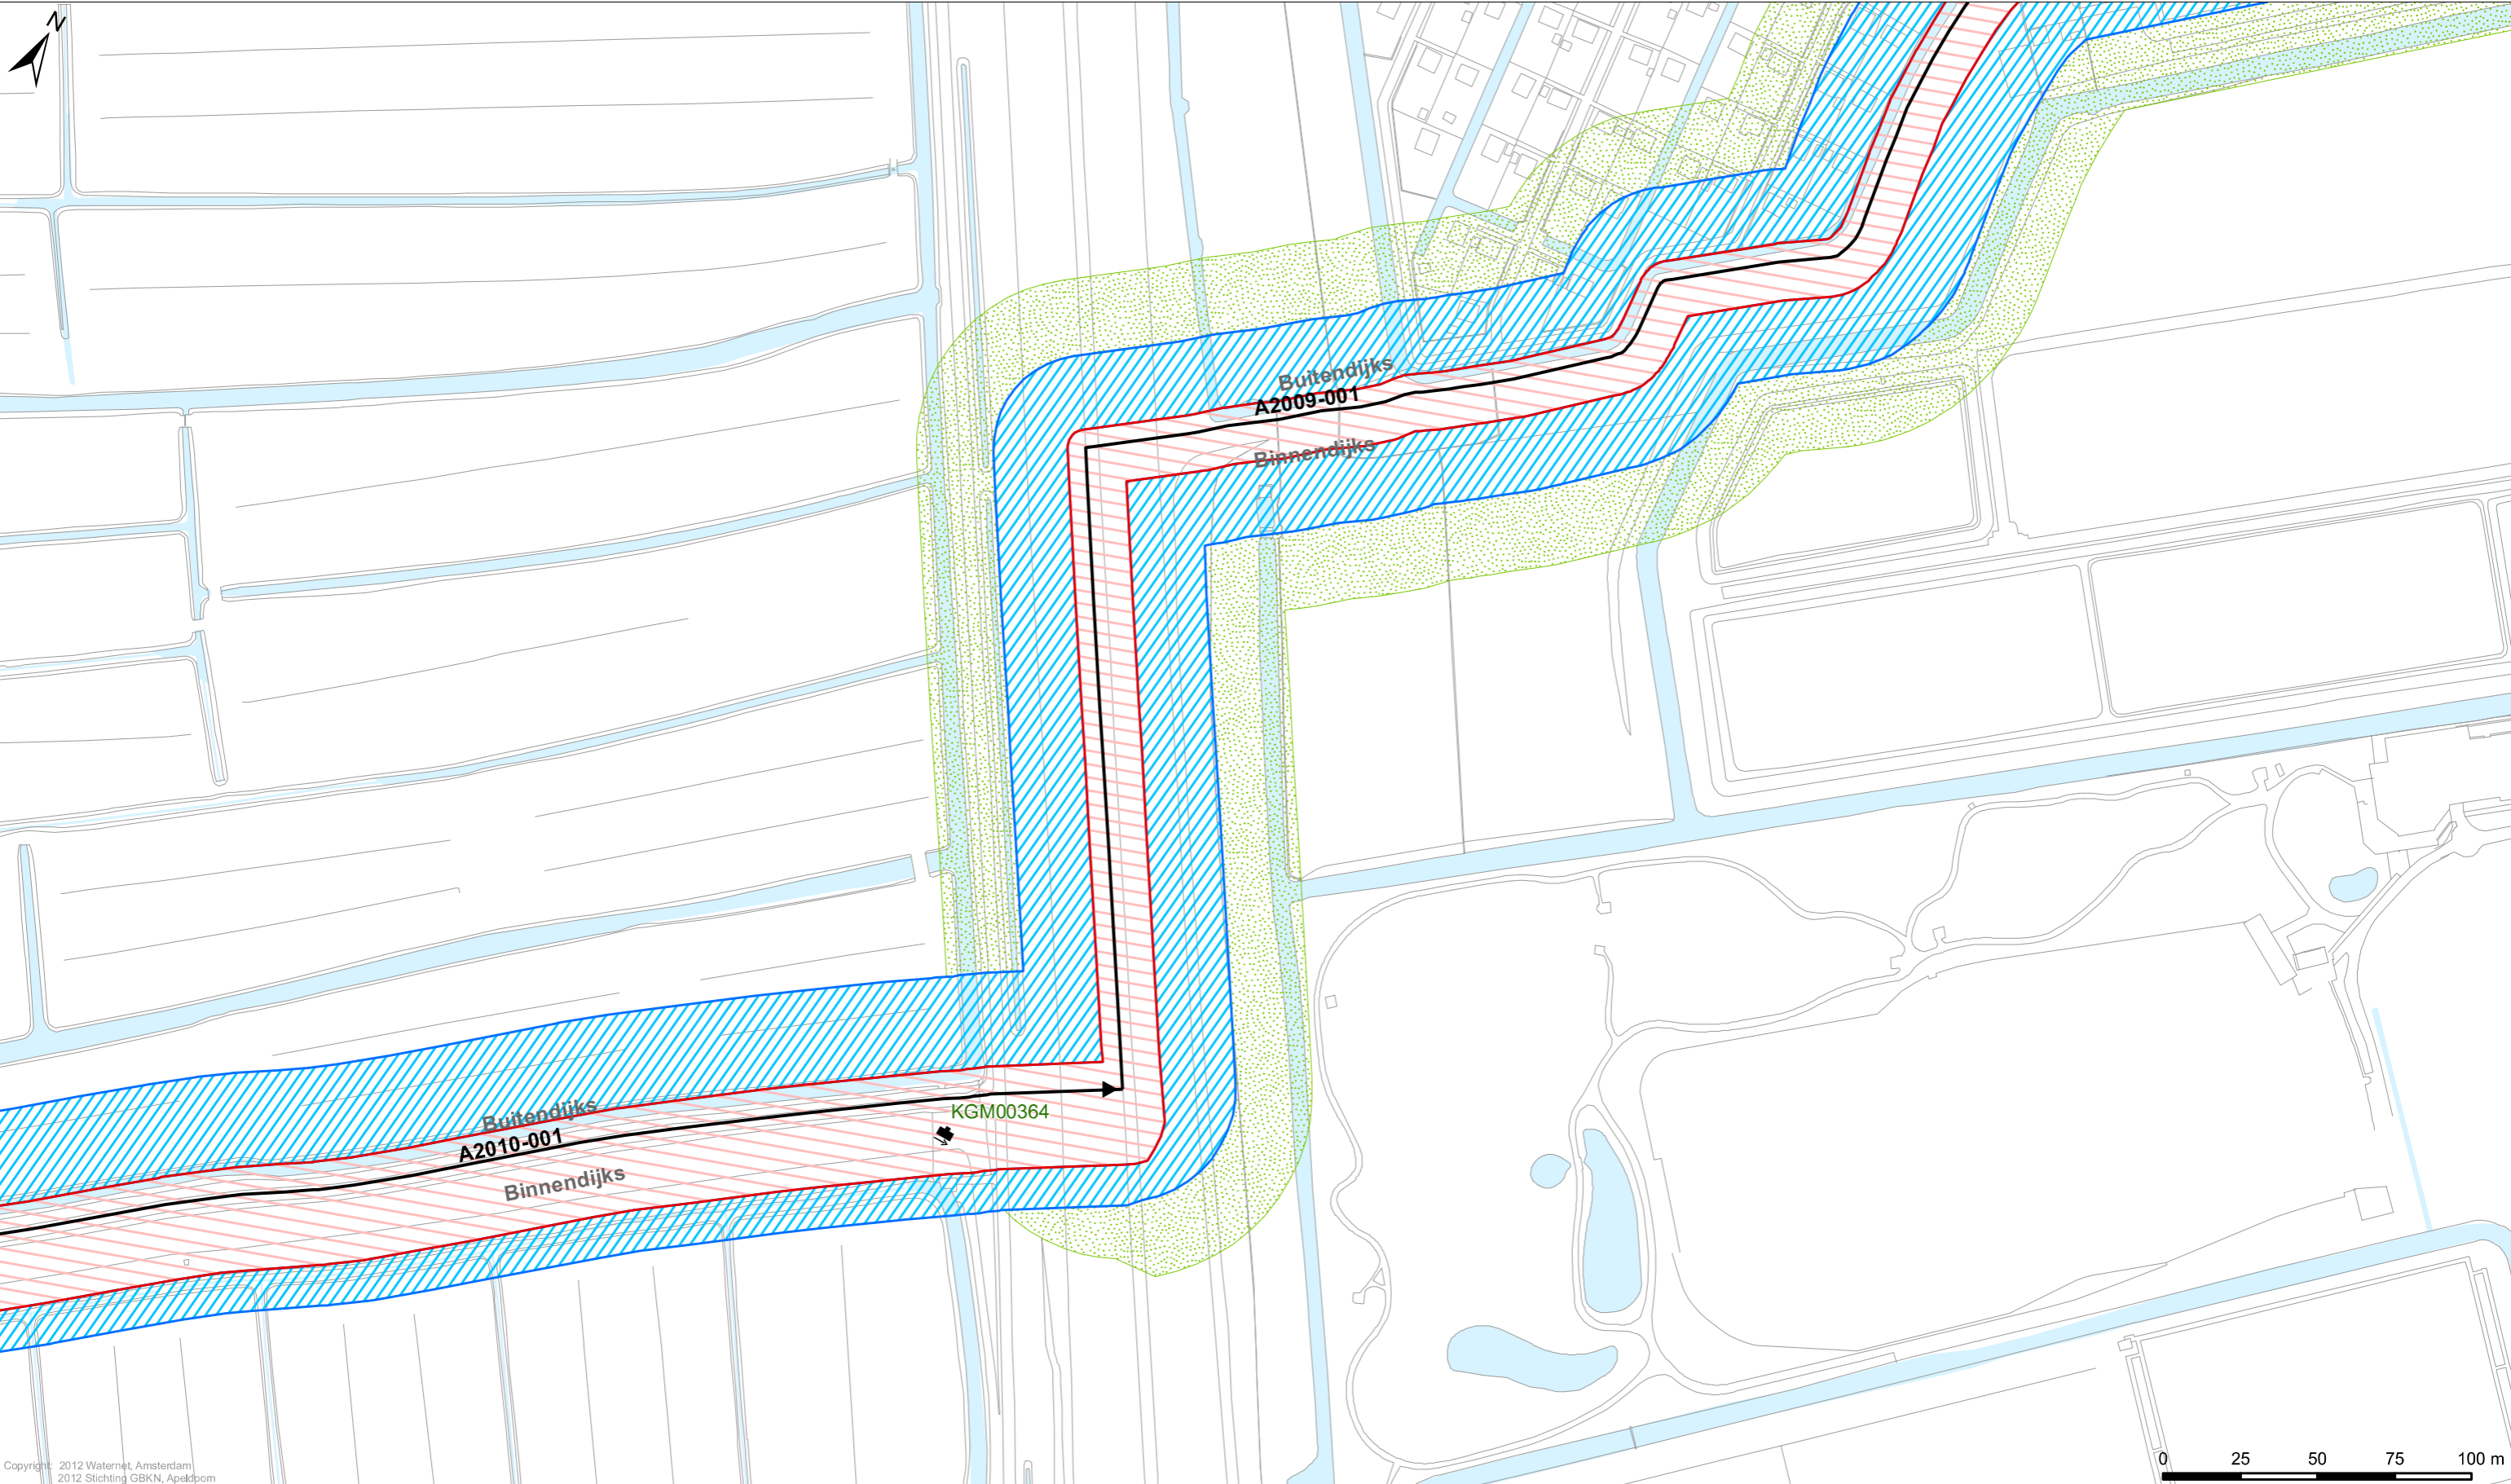 N
Buitendijks
A2009-001
Binnendijks
Buitendijks
A2010-001
Binnendijks
KGM00364
0 25 50 75 100 m
Copyright: 2012 Waternet, Amsterdam
2012 Stichting GBKN, Apeldoorn